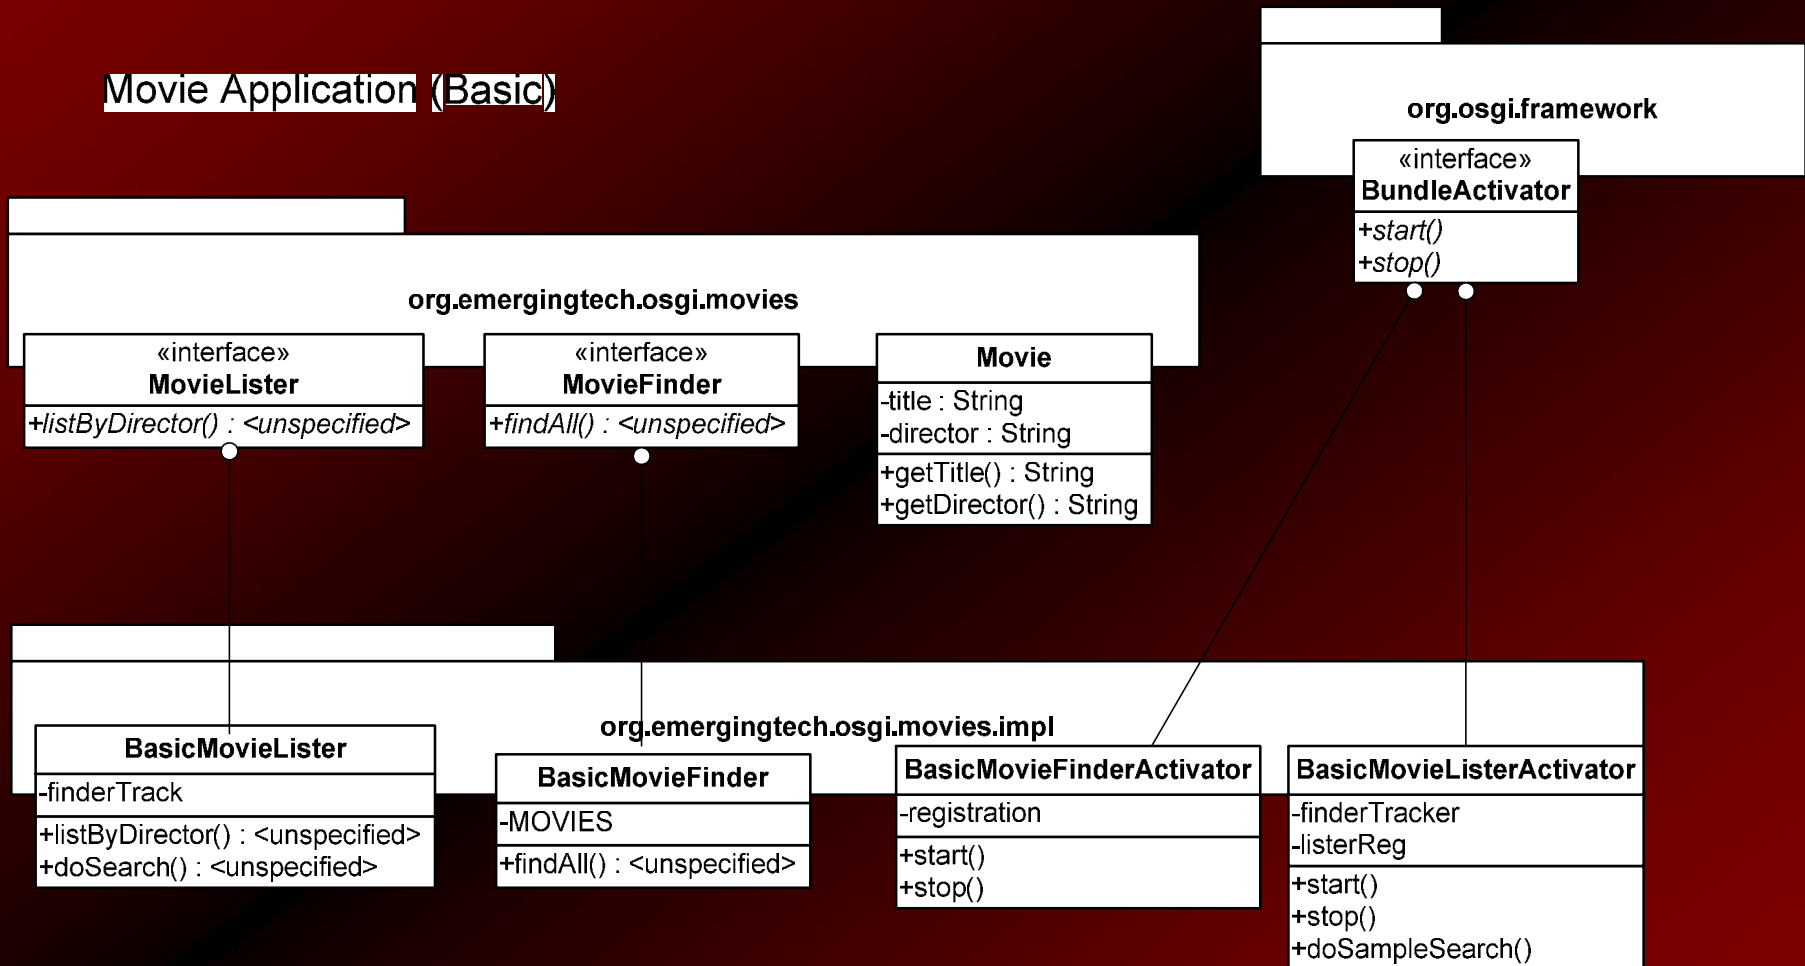 Movie Application (Basic)
org.osgi.framework
«interface»
BundleActivator
+start()
+stop()
org.emergingtech.osgi.movies
«interface»
MovieLister
+listByDirector() : <unspecified>
«interface»
MovieFinder
+findAll() : <unspecified>
Movie
-title : String
-director : String
+getTitle() : String
+getDirector() : String
org.emergingtech.osgi.movies.impl
BasicMovieLister
-finderTrack
+listByDirector() : <unspecified>
+doSearch() : <unspecified>
BasicMovieFinder
-MOVIES
+findAll() : <unspecified>
BasicMovieFinderActivator
-registration
+start()
+stop()
BasicMovieListerActivator
-finderTracker
-listerReg
+start()
+stop()
+doSampleSearch()